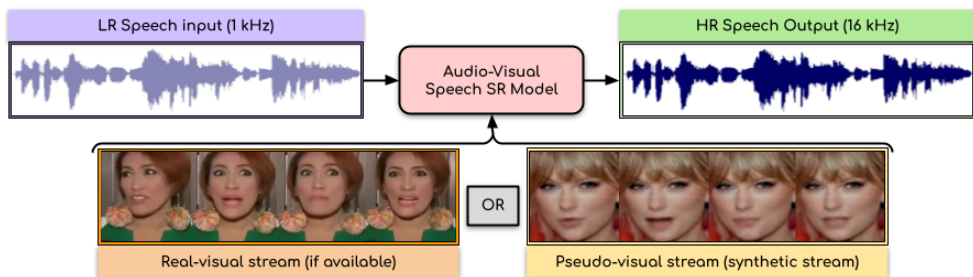 LR Speech input (1 kHz)
HR Speech Output (16 kHz)
Audio-Visual
Speech SR Model
OR
Real-visual stream (if available)
Pseudo-visual stream (synthetic stream)